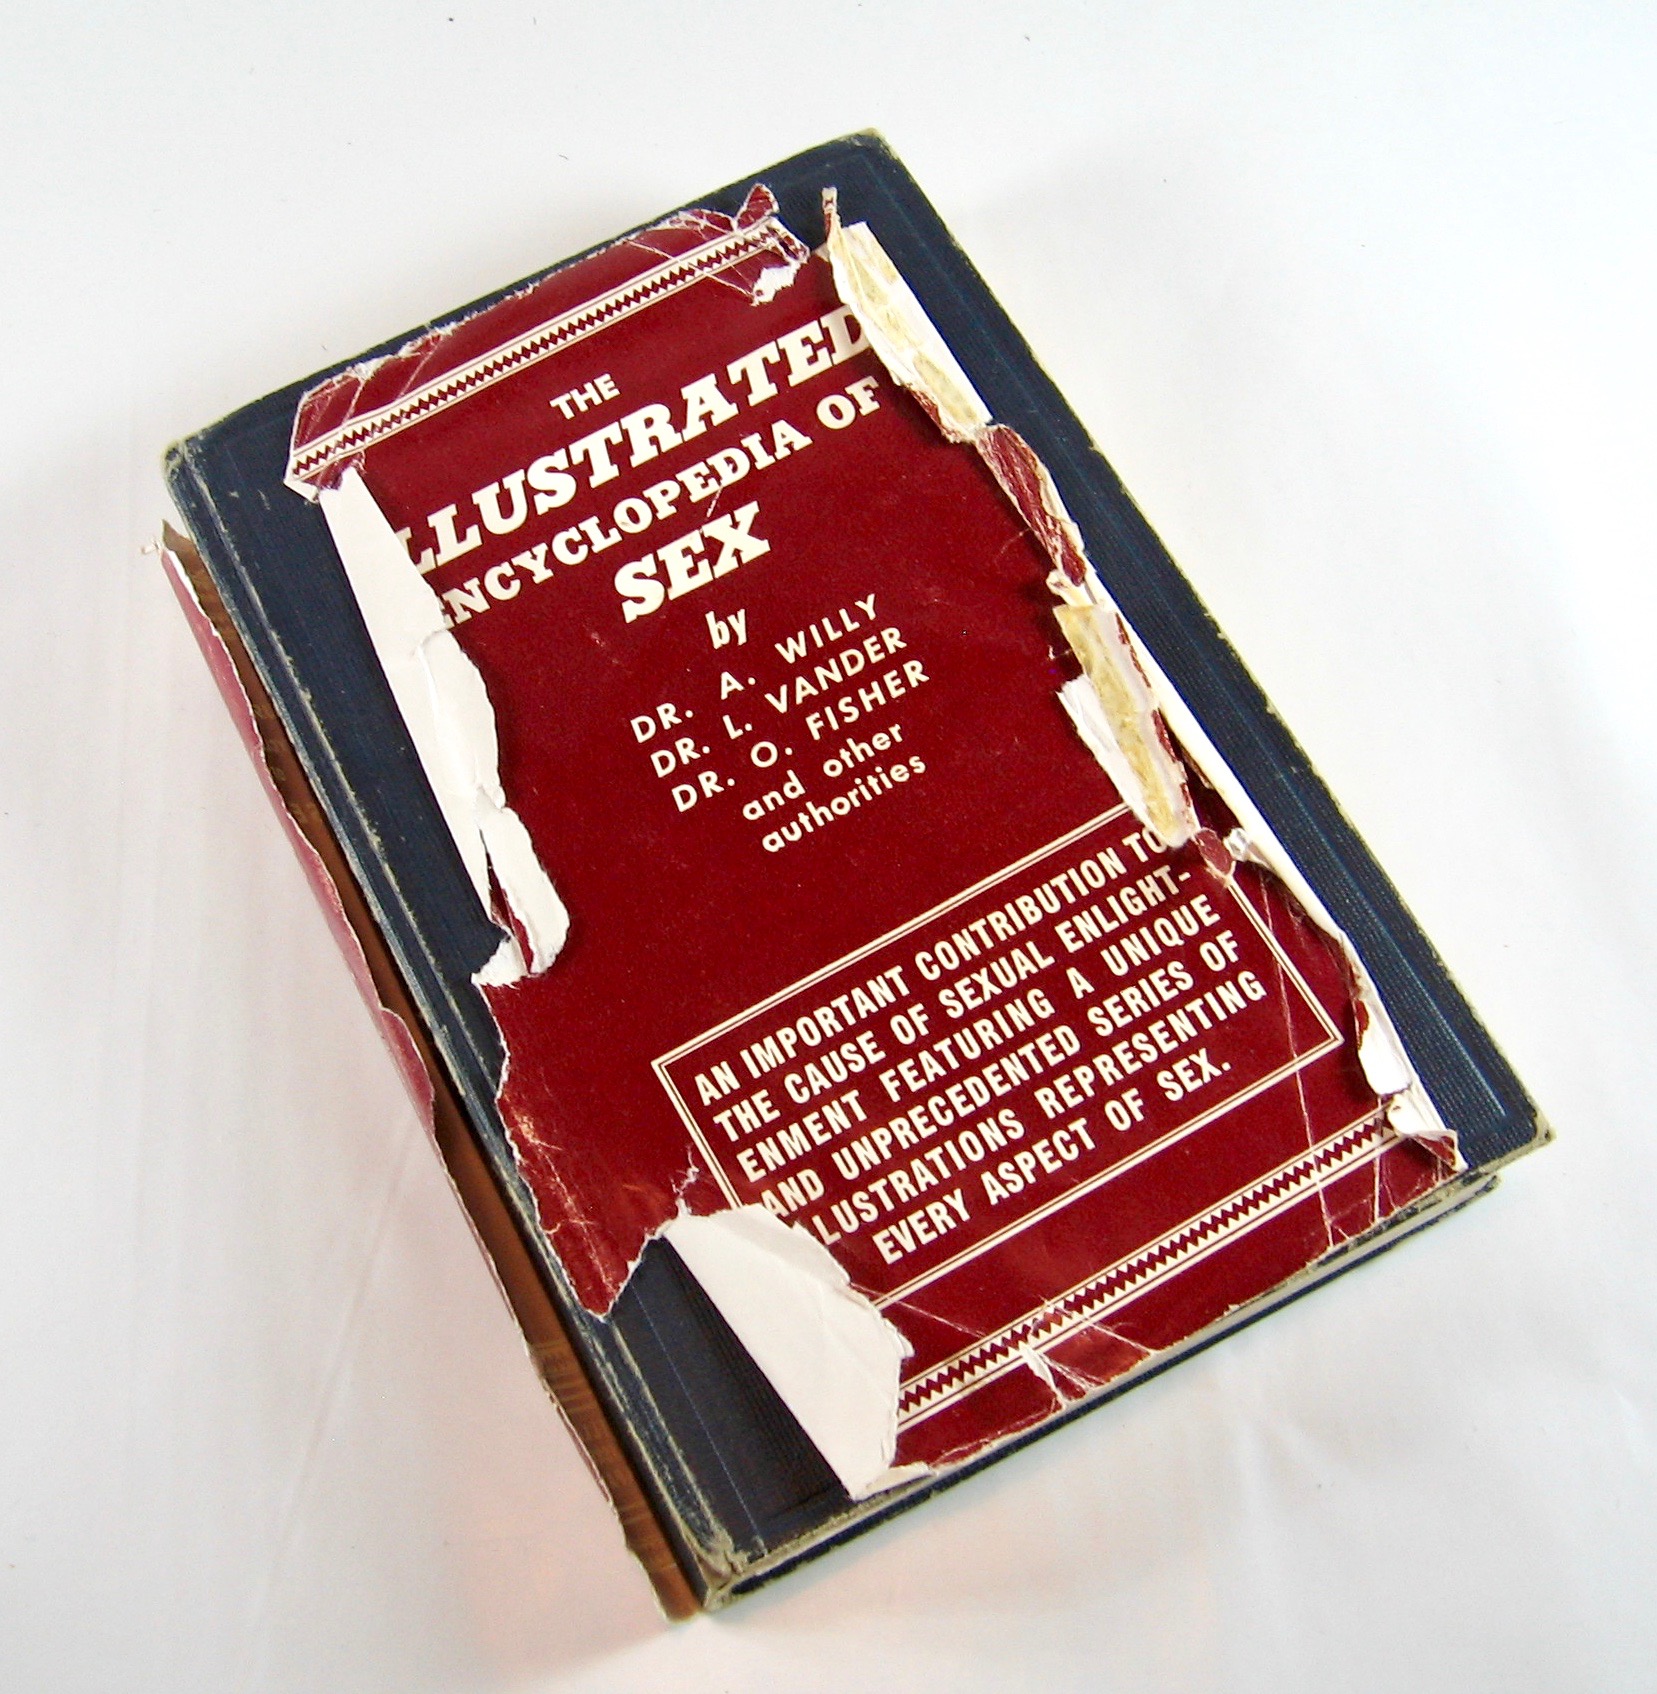 THE
ILLUSTRATED
ENCYCLOPEDIA OF
SEX
by
DR. A. WILLY
DR. L. VANDER
DR. O. FISHER
and other
authorities
AN IMPORTANT CONTRIBUTION TO
THE CAUSE OF SEXUAL ENLIGHT-
ENMENT FEATURING A UNIQUE
AND UNPRECEDENTED SERIES OF
ILLUSTRATIONS REPRESENTING
EVERY ASPECT OF SEX.